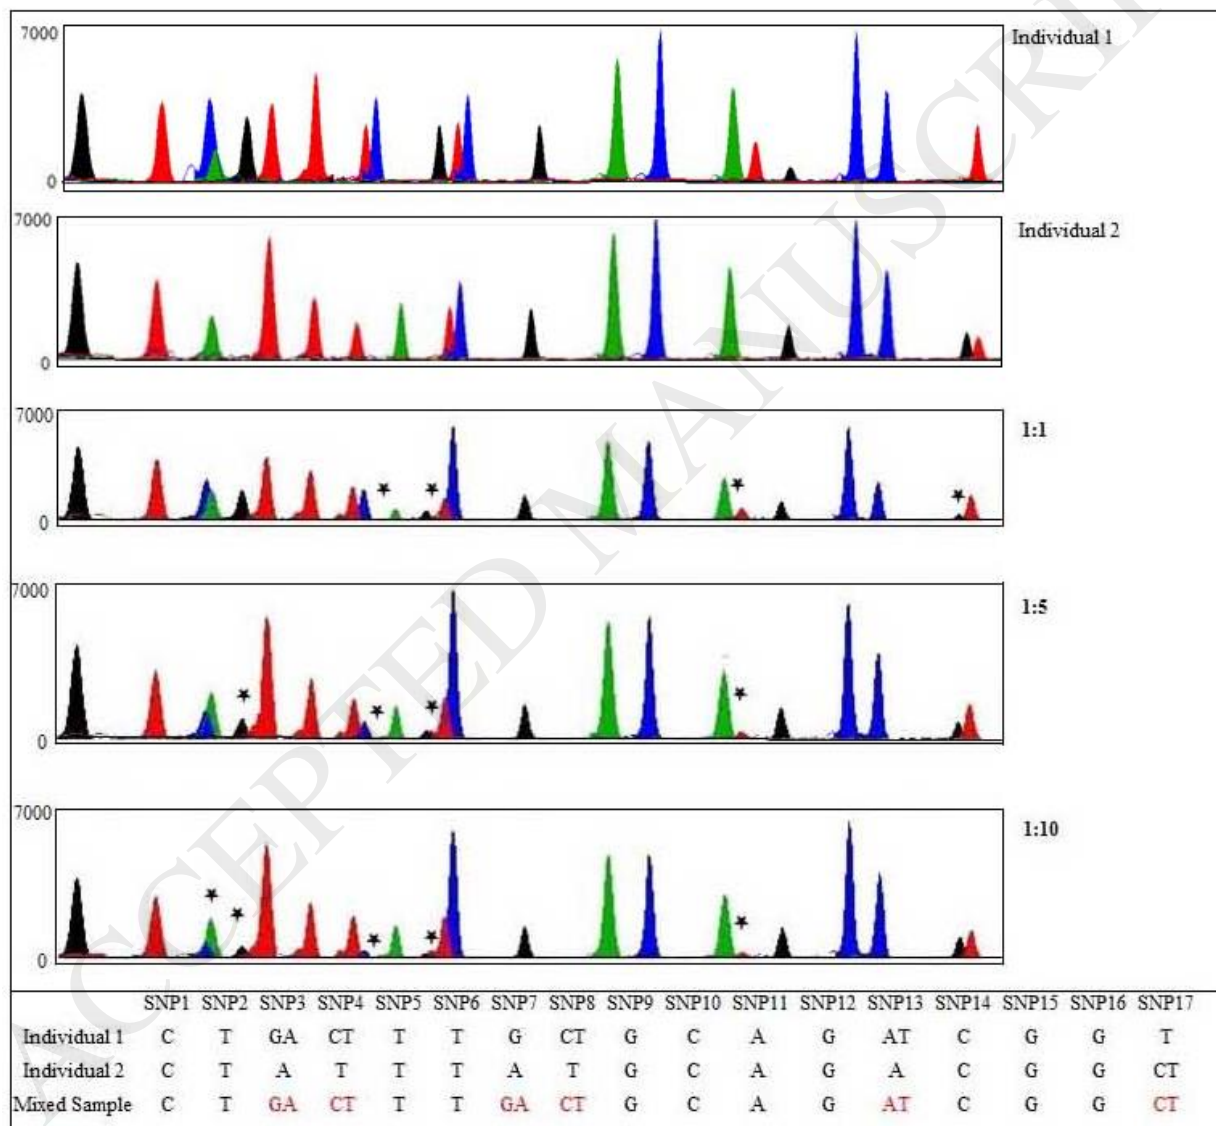 7000
Individual 1
0
7000
Individual 2
0
7000
1:1
0
7000
1:5
0
7000
1:10
0
SNP1 SNP2 SNP3 SNP4 SNP5 SNP6 SNP7 SNP8 SNP9 SNP10 SNP11 SNP12 SNP13 SNP14 SNP15 SNP16 SNP17
Individual 1 C T GA CT T T G CT G C A G AT C G G T
Individual 2 C T A T T T A T G C A G A C G G CT
Mixed Sample C T GA CT T T GA CT G C A G AT C G G CT
ACCEPTED MANUSCRI